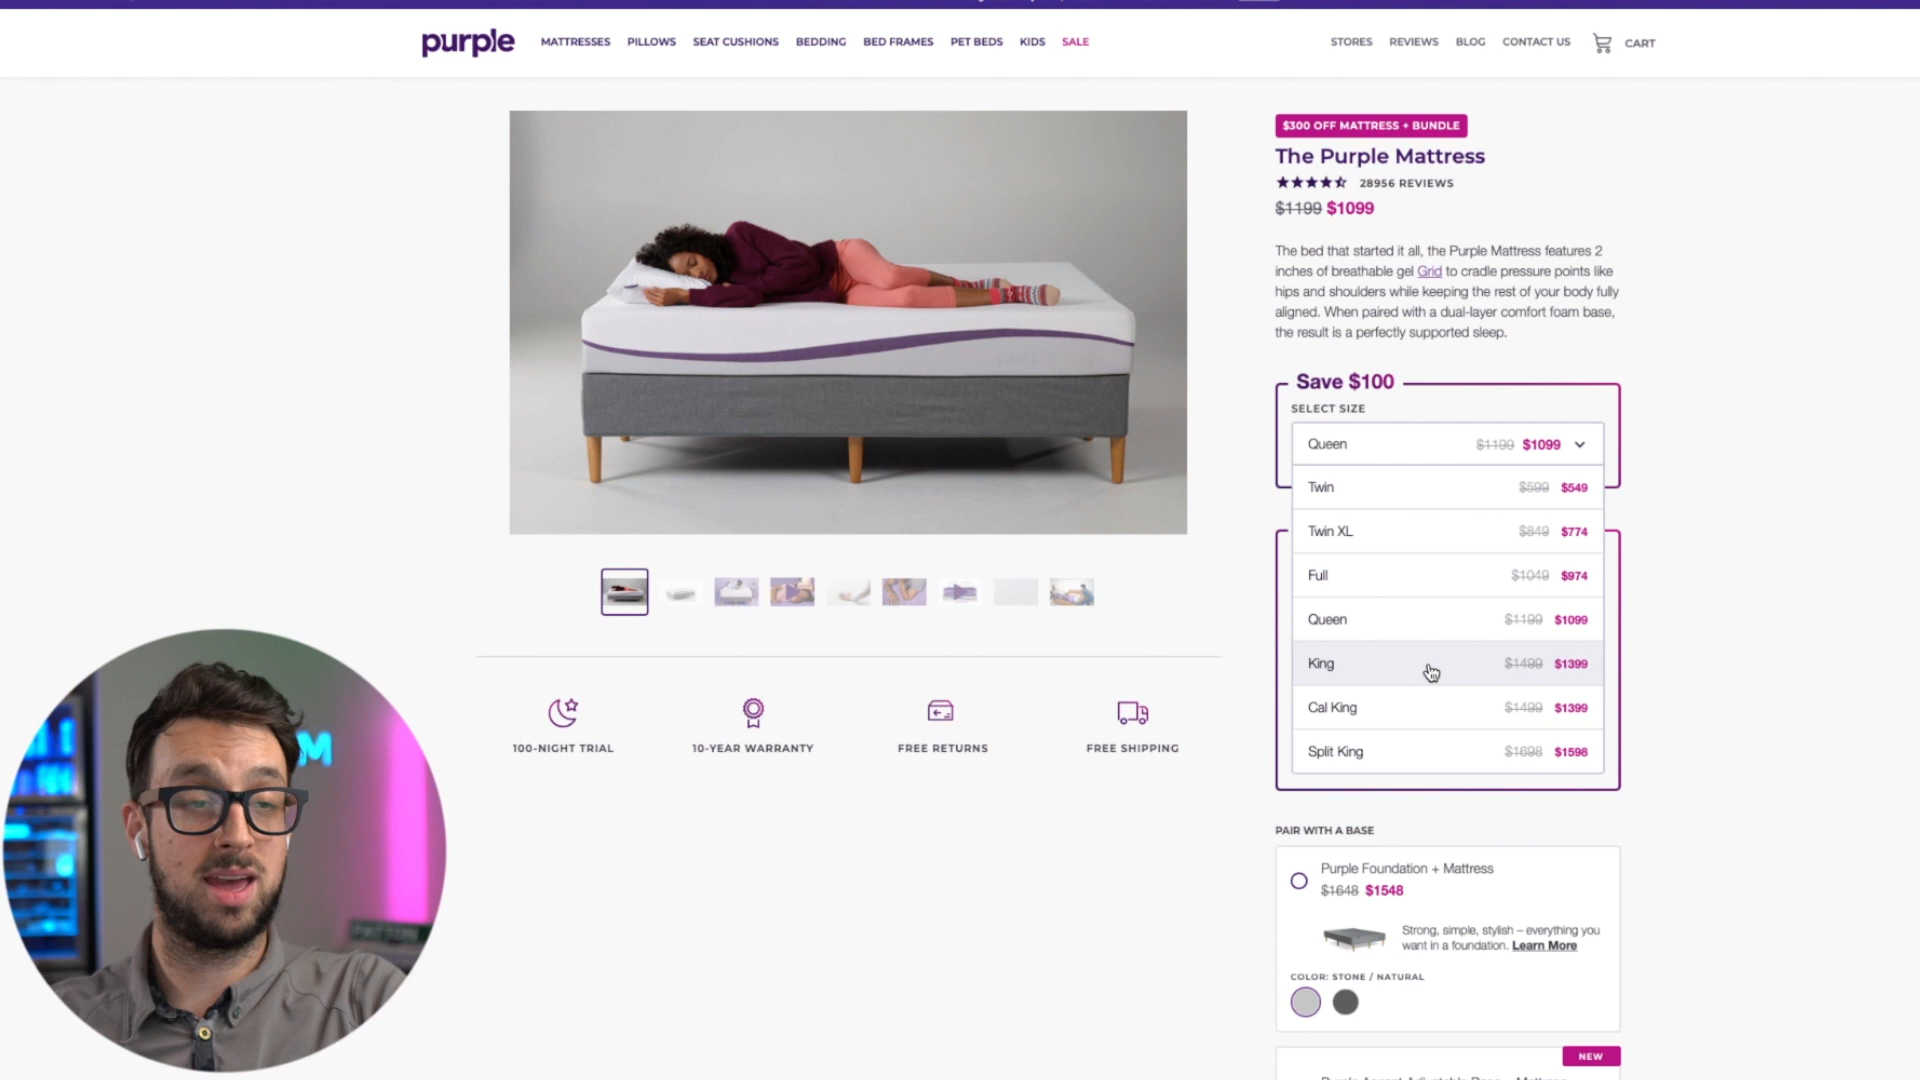 purple MATTRESSES PILLOWS SEAT CUSHIONS BEDDING BED FRAMES PET BEDS KIDS SALE STORES REVIEWS BLOG CONTACT US CART
$300 OFF MATTRESS + BUNDLE
The Purple Mattress
28956 REVIEWS
$1199 $1099
The bed that started it all, the Purple Mattress features 2
inches of breathable gel Grid to cradle pressure points like
hips and shoulders while keeping the rest of your body fully
aligned. When paired with a dual-layer comfort foam base,
the result is a perfectly supported sleep.
Save $100
SELECT SIZE
Queen $1199 $1099
Twin $599 $549
Twin XL $849 $774
Full $1049 $974
Queen $1199 $1099
King $1499 $1399
Cal King $1499 $1399
Split King $1698 $1598
100-NIGHT TRIAL 10-YEAR WARRANTY FREE RETURNS FREE SHIPPING
PAIR WITH A BASE
Purple Foundation + Mattress
$1648 $1548
Strong, simple, stylish – everything you
want in a foundation. Learn More
COLOR: STONE / NATURAL
NEW